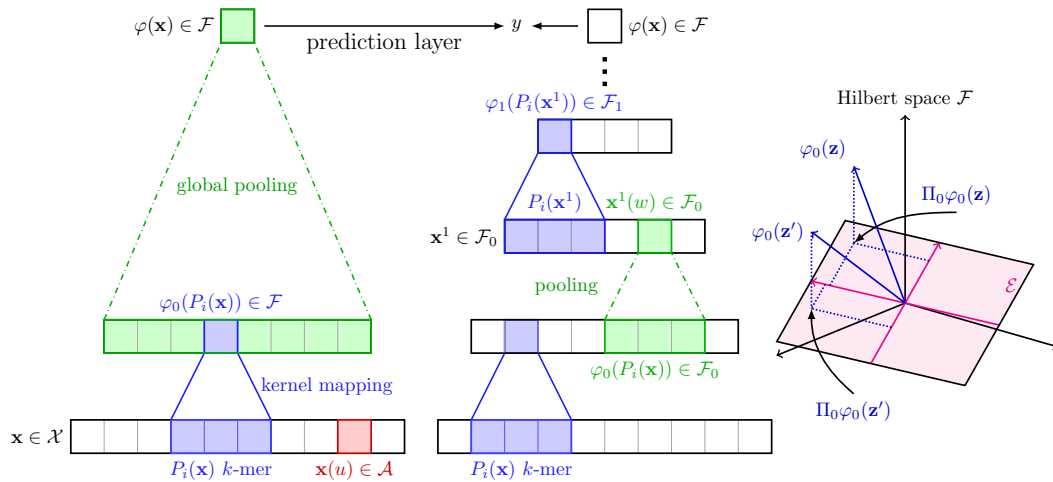 φ(𝐱) ∈ ℱ
prediction layer
y
φ(𝐱) ∈ ℱ
φ₁(Pᵢ(𝐱¹)) ∈ ℱ₁
Hilbert space ℱ
φ₀(𝐳)
global pooling
Pᵢ(𝐱¹)
𝐱¹(w) ∈ ℱ₀
Π₀φ₀(𝐳)
𝐱¹ ∈ ℱ₀
φ₀(𝐳′)
pooling
ℰ
φ₀(Pᵢ(𝐱)) ∈ ℱ
φ₀(Pᵢ(𝐱)) ∈ ℱ₀
kernel mapping
Π₀φ₀(𝐳′)
𝐱 ∈ 𝒳
Pᵢ(𝐱) k-mer
𝐱(u) ∈ 𝒜
Pᵢ(𝐱) k-mer